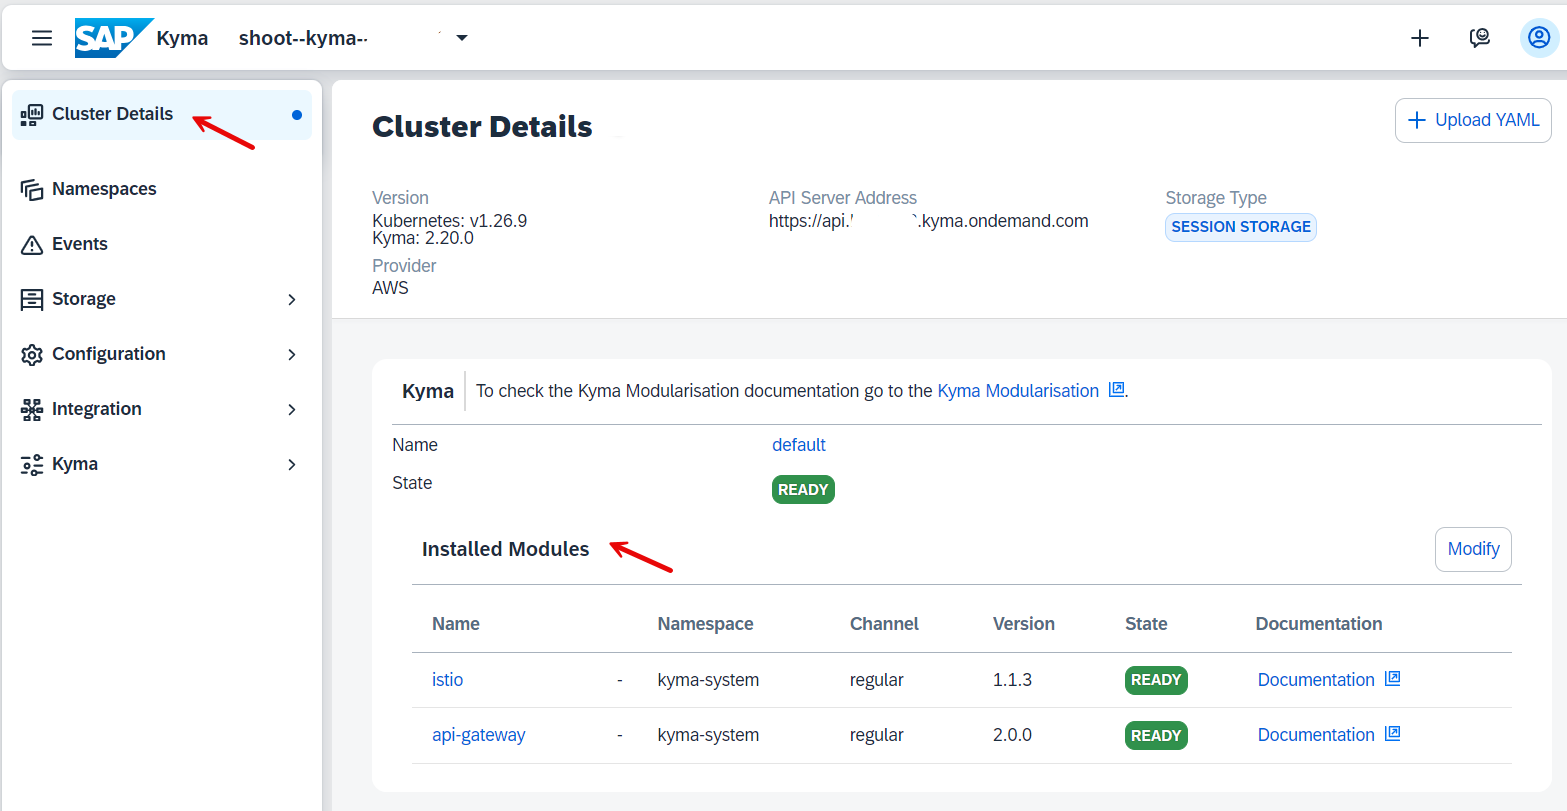 SAP Kyma shoot--kyma--
Cluster Details
Namespaces
Events
Storage
Configuration
Integration
Kyma
Cluster Details
Upload YAML
Version
Kubernetes: v1.26.9
Kyma: 2.20.0
Provider
AWS
API Server Address
https://api. .kyma.ondemand.com
Storage Type
SESSION STORAGE
Kyma To check the Kyma Modularisation documentation go to the Kyma Modularisation .
Name default
State READY
Installed Modules
Modify
Name Namespace Channel Version State Documentation
istio - kyma-system regular 1.1.3 READY Documentation
api-gateway - kyma-system regular 2.0.0 READY Documentation